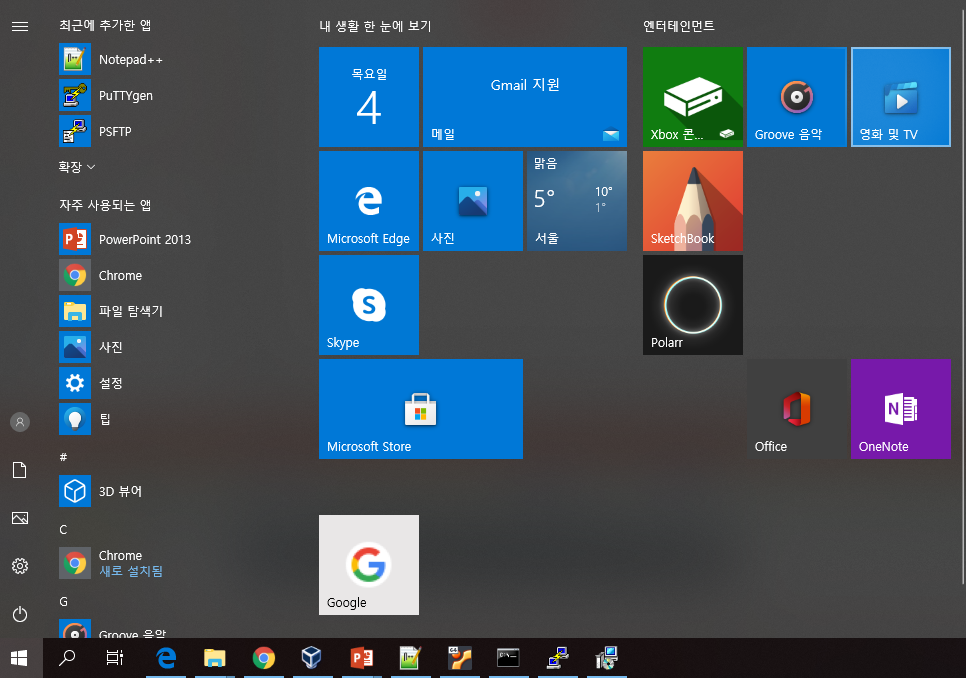 최근에 추가한 앱
Notepad++
PuTTYgen
PSFTP
확장
자주 사용되는 앱
PowerPoint 2013
Chrome
파일 탐색기
사진
설정
팁
#
3D 뷰어
C
Chrome
새로 설치됨
G
Groove 음악
내 생활 한 눈에 보기
목요일
4
Gmail 지원
메일
Microsoft Edge
사진
맑음
5°
10°
1°
서울
Skype
Microsoft Store
Google
엔터테인먼트
Xbox 콘...
Groove 음악
영화 및 TV
SketchBook
Polarr
Office
OneNote